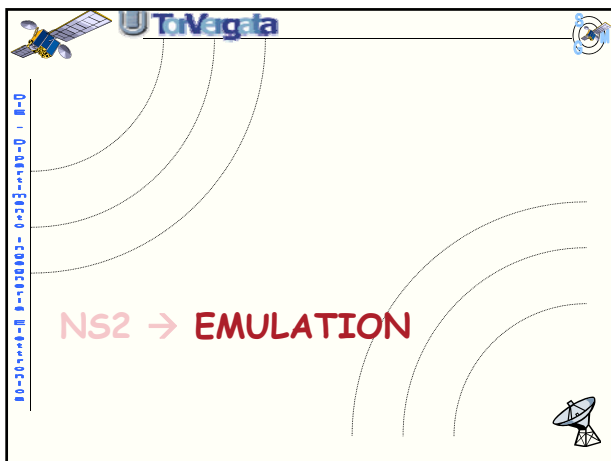 TorVergata
DIE - Dipartimento Ingegneria Elettronica
NS2 → EMULATION